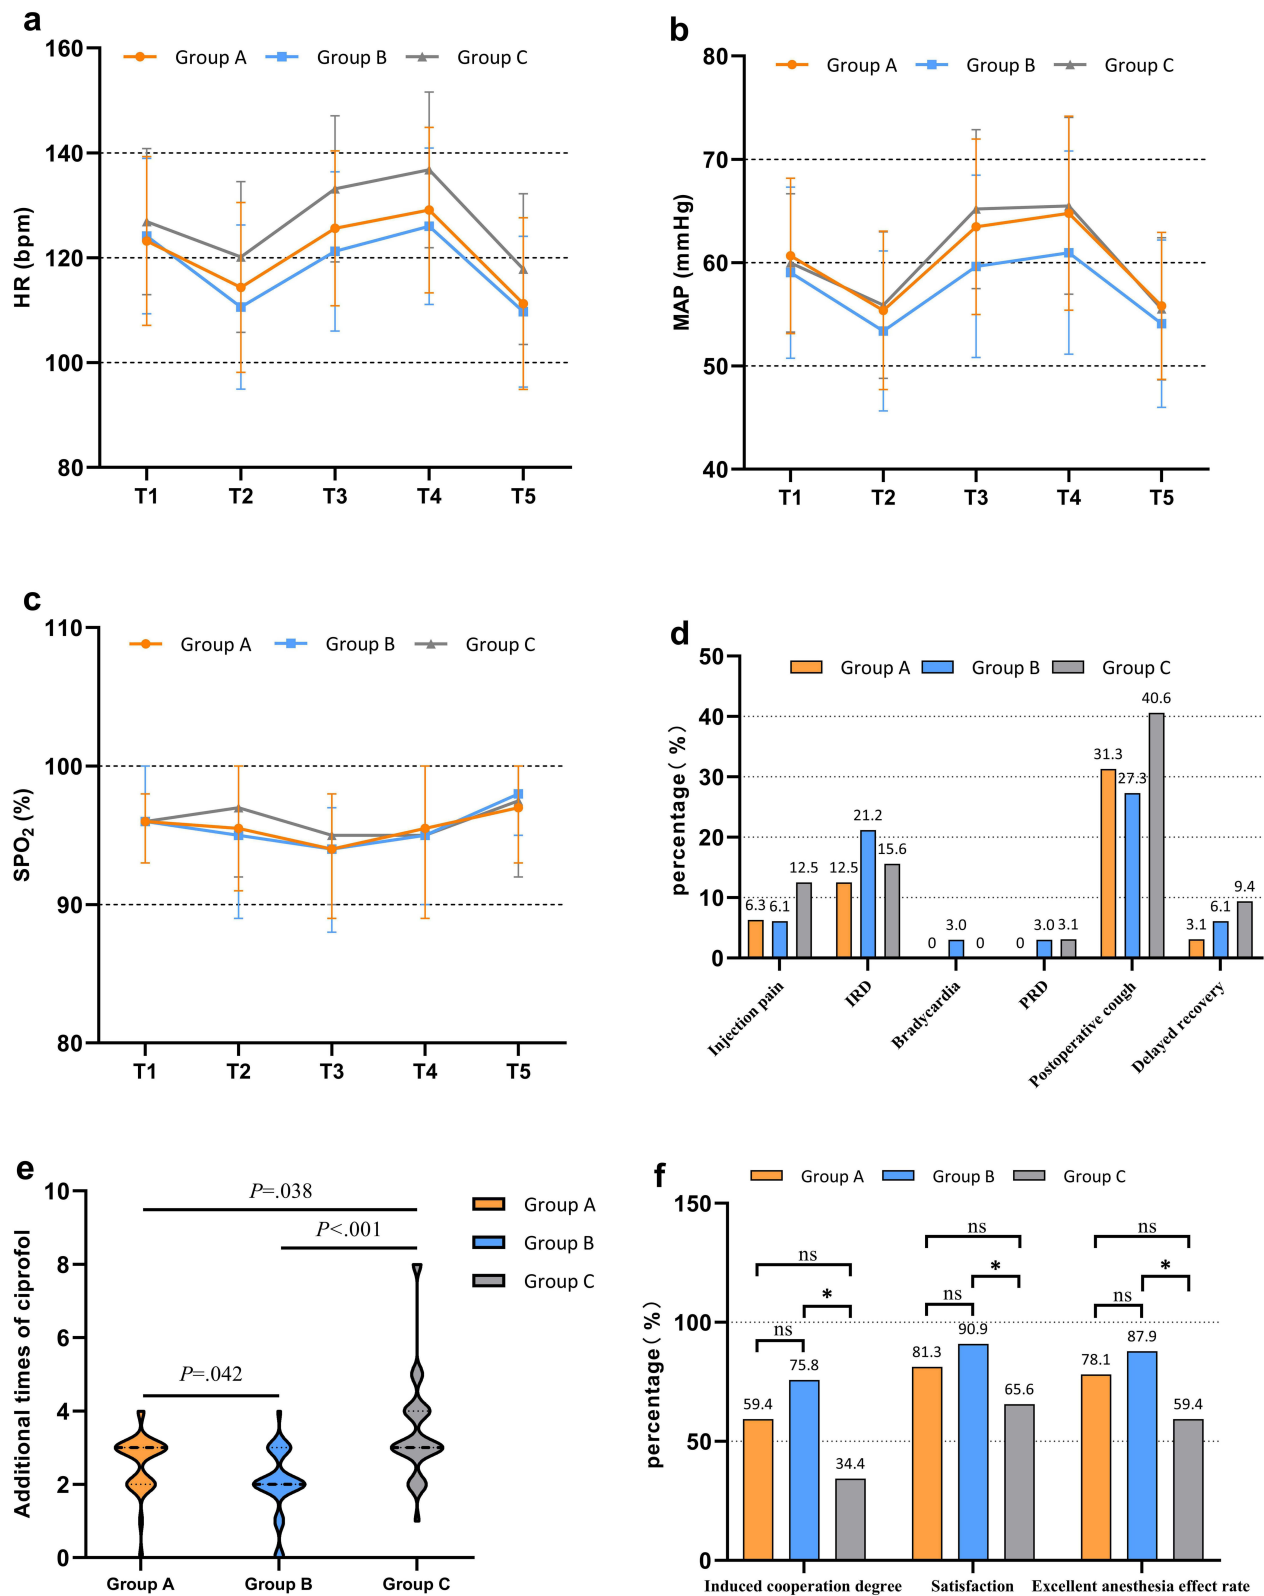 a
160
140
120
100
80
HR (bpm)
Group A
Group B
Group C
T1
T2
T3
T4
T5
b
80
70
60
50
40
MAP (mmHg)
Group A
Group B
Group C
T1
T2
T3
T4
T5
c
110
100
90
80
SPO₂ (%)
Group A
Group B
Group C
T1
T2
T3
T4
T5
d
50
40
30
20
10
0
percentage( %)
Group A
Group B
Group C
6.3
6.1
12.5
12.5
21.2
15.6
0
3.0
0
0
3.0
3.1
31.3
27.3
40.6
3.1
6.1
9.4
Injection pain
IRD
Bradycardia
PRD
Postoperative cough
Delayed recovery
e
10
8
6
4
2
0
Additional times of ciprofol
P=.038
P<.001
P=.042
Group A
Group B
Group C
Group A
Group B
Group C
f
150
100
50
0
percentage( %)
Group A
Group B
Group C
ns
*
ns
59.4
75.8
34.4
ns
*
ns
81.3
90.9
65.6
ns
*
ns
78.1
87.9
59.4
Induced cooperation degree
Satisfaction
Excellent anesthesia effect rate